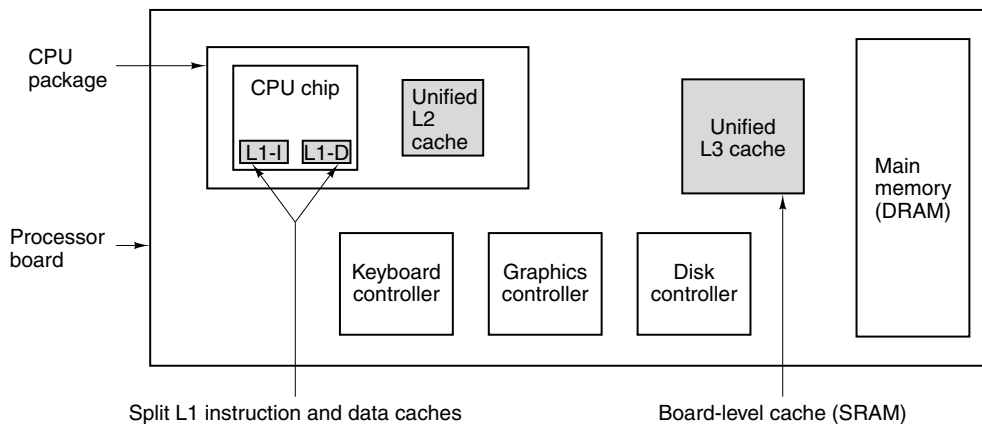 CPU
package
CPU chip
L1-I
L1-D
Unified
L2
cache
Unified
L3 cache
Main
memory
(DRAM)
Processor
board
Keyboard
controller
Graphics
controller
Disk
controller
Split L1 instruction and data caches
Board-level cache (SRAM)